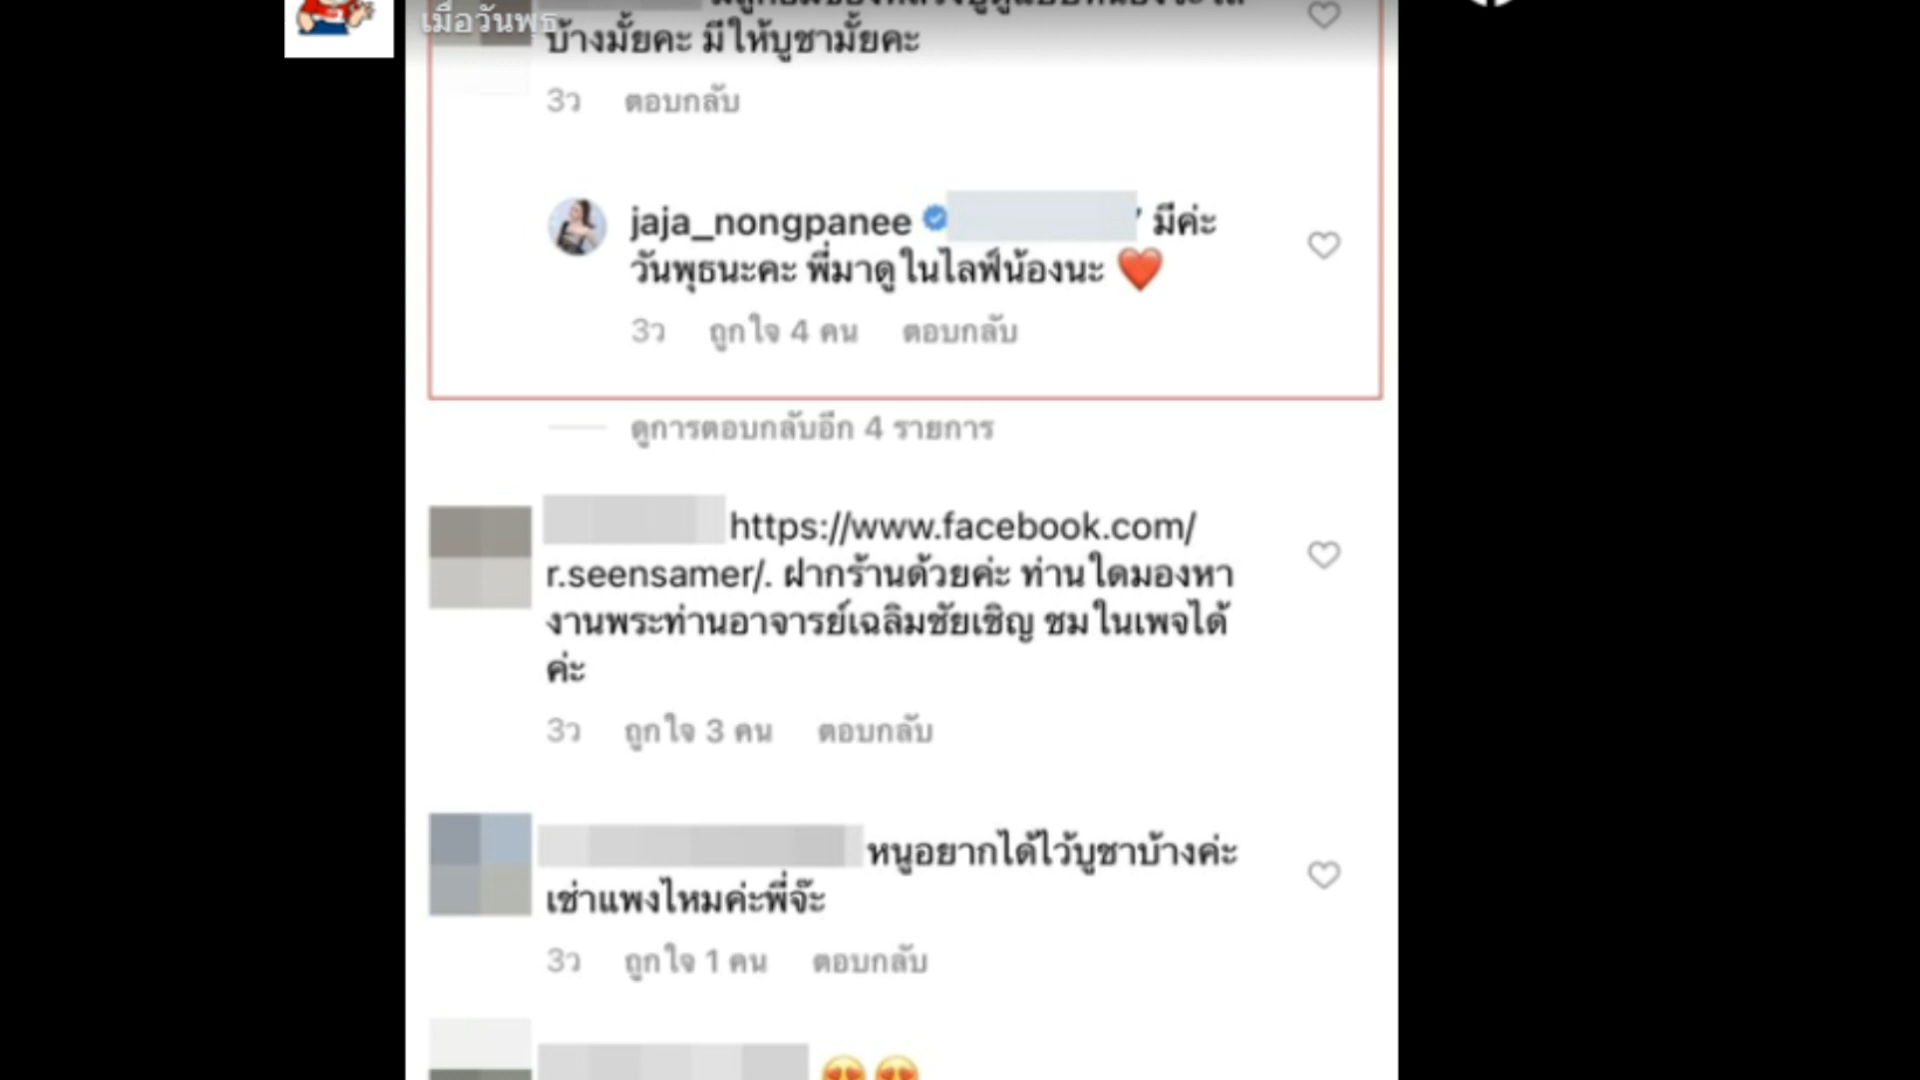 เมื่อวันพุธ
บ้างมั้ยคะ มีให้บูชามั้ยคะ
3ว ตอบกลับ
jaja_nongpanee มีค่ะ
วันพุธนะคะ พี่มาดูในไลฟ์น้องนะ ❤️
3ว ถูกใจ 4 คน ตอบกลับ
ดูการตอบกลับอีก 4 รายการ
https://www.facebook.com/
r.seensamer/. ฝากร้านด้วยค่ะ ท่านใดมองหา
งานพระท่านอาจารย์เฉลิมชัยเชิญ ชมในเพจได้
ค่ะ
3ว ถูกใจ 3 คน ตอบกลับ
หนูอยากได้ไว้บูชาบ้างค่ะ
เช่าแพงไหมค่ะพี่จ๊ะ
3ว ถูกใจ 1 คน ตอบกลับ
😍😍